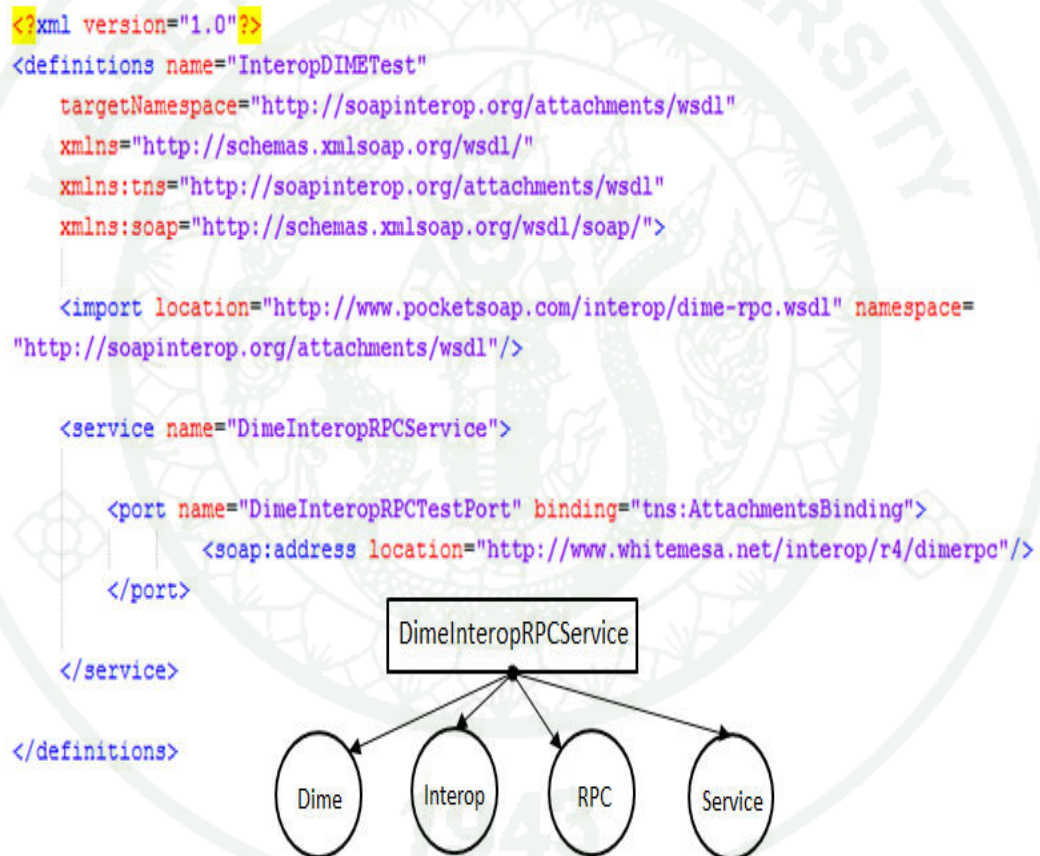 <?xml version="1.0"?>
<definitions name="InteropDIMETest"
targetNamespace="http://soapinterop.org/attachments/wsdl"
xmlns="http://schemas.xmlsoap.org/wsdl/"
xmlns:tns="http://soapinterop.org/attachments/wsdl"
xmlns:soap="http://schemas.xmlsoap.org/wsdl/soap/">
<import location="http://www.pocketsoap.com/interop/dime-rpc.wsdl" namespace=
"http://soapinterop.org/attachments/wsdl"/>
<service name="DimeInteropRPCService">
<port name="DimeInteropRPCTestPort" binding="tns:AttachmentsBinding">
<soap:address location="http://www.whitemesa.net/interop/r4/dimerpc"/>
</port>
DimeInteropRPCService
</service>
</definitions>
Dime Interop RPC Service
1943